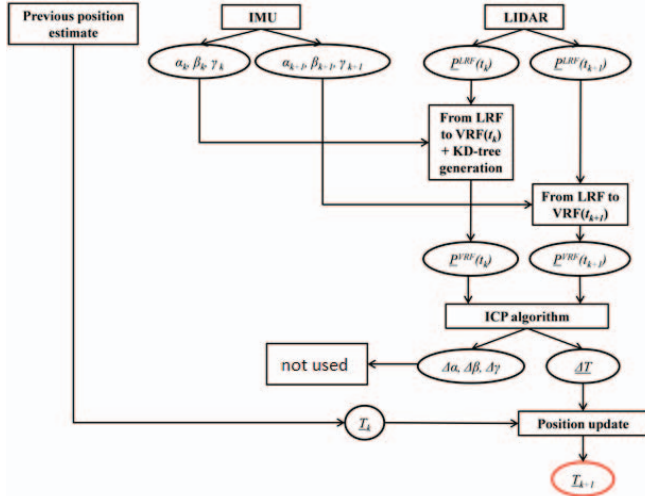 Previous position
estimate
IMU
LIDAR
αk, βk, γk
αk+1, βk+1, γk+1
P^LRF(tk)
P^LRF(tk+1)
From LRF
to VRF(tk)
+ KD-tree
generation
From LRF to
VRF(tk+1)
P^VRF(tk)
P^VRF(tk+1)
ICP algorithm
not used
Δα, Δβ, Δγ
ΔT
Tk
Position update
Tk+1